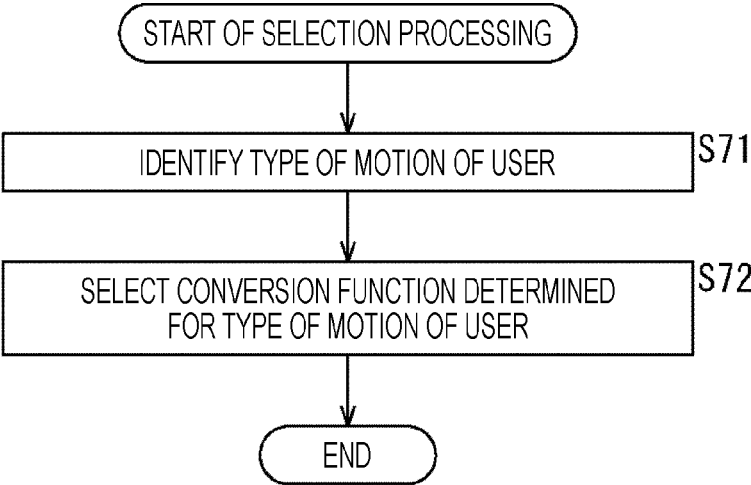 START OF SELECTION PROCESSING
IDENTIFY TYPE OF MOTION OF USER
S71
SELECT CONVERSION FUNCTION DETERMINED
FOR TYPE OF MOTION OF USER
S72
END